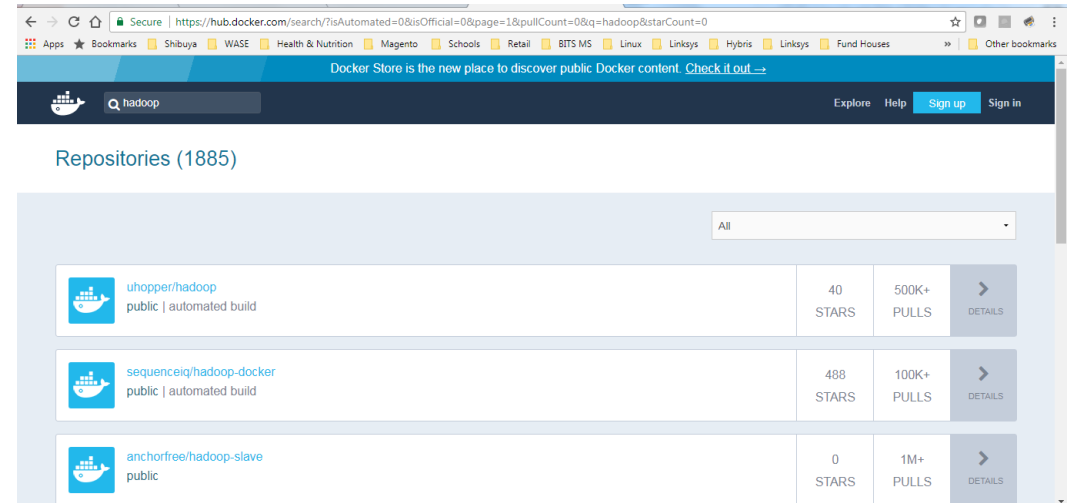 Secure | https://hub.docker.com/search/?isAutomated=0&isOfficial=0&page=1&pullCount=0&q=hadoop&starCount=0
Apps Bookmarks Shibuya WASE Health & Nutrition Magento Schools Retail BITS MS Linux Linksys Hybris Linksys Fund Houses » Other bookmarks
Docker Store is the new place to discover public Docker content. Check it out →
hadoop Explore Help Sign up Sign in
Repositories (1885)
All
uhopper/hadoop
public | automated build
40
STARS
500K+
PULLS
DETAILS
sequenceiq/hadoop-docker
public | automated build
488
STARS
100K+
PULLS
DETAILS
anchorfree/hadoop-slave
public
0
STARS
1M+
PULLS
DETAILS